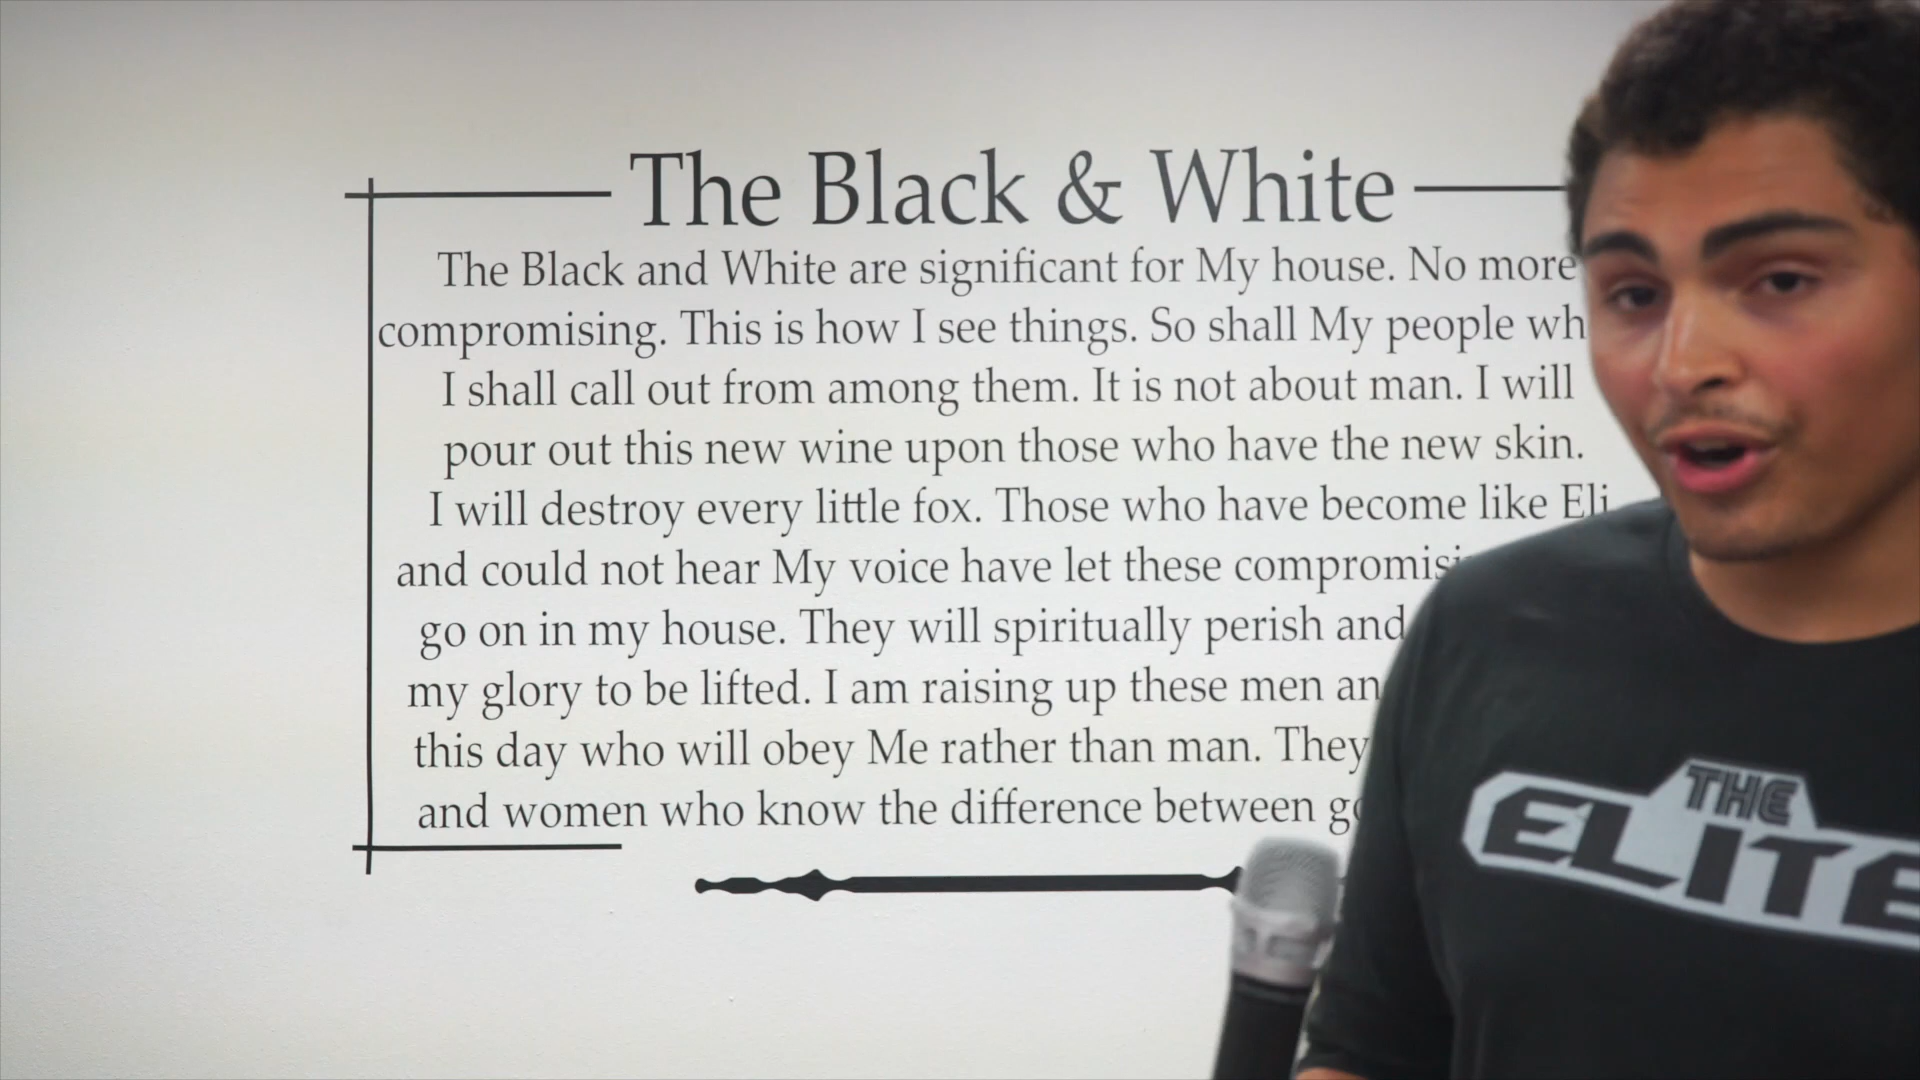 The Black & White
The Black and White are significant for My house. No more
compromising. This is how I see things. So shall My people
I shall call out from among them. It is not about man. I will
pour out this new wine upon those who have the new skin.
I will destroy every little fox. Those who have become like Eli
and could not hear My voice have let these
go on in my house. They will spiritually perish and
my glory to be lifted. I am raising up these men
this day who will obey Me rather than man. They
and women who know the difference between
THE
ELITE